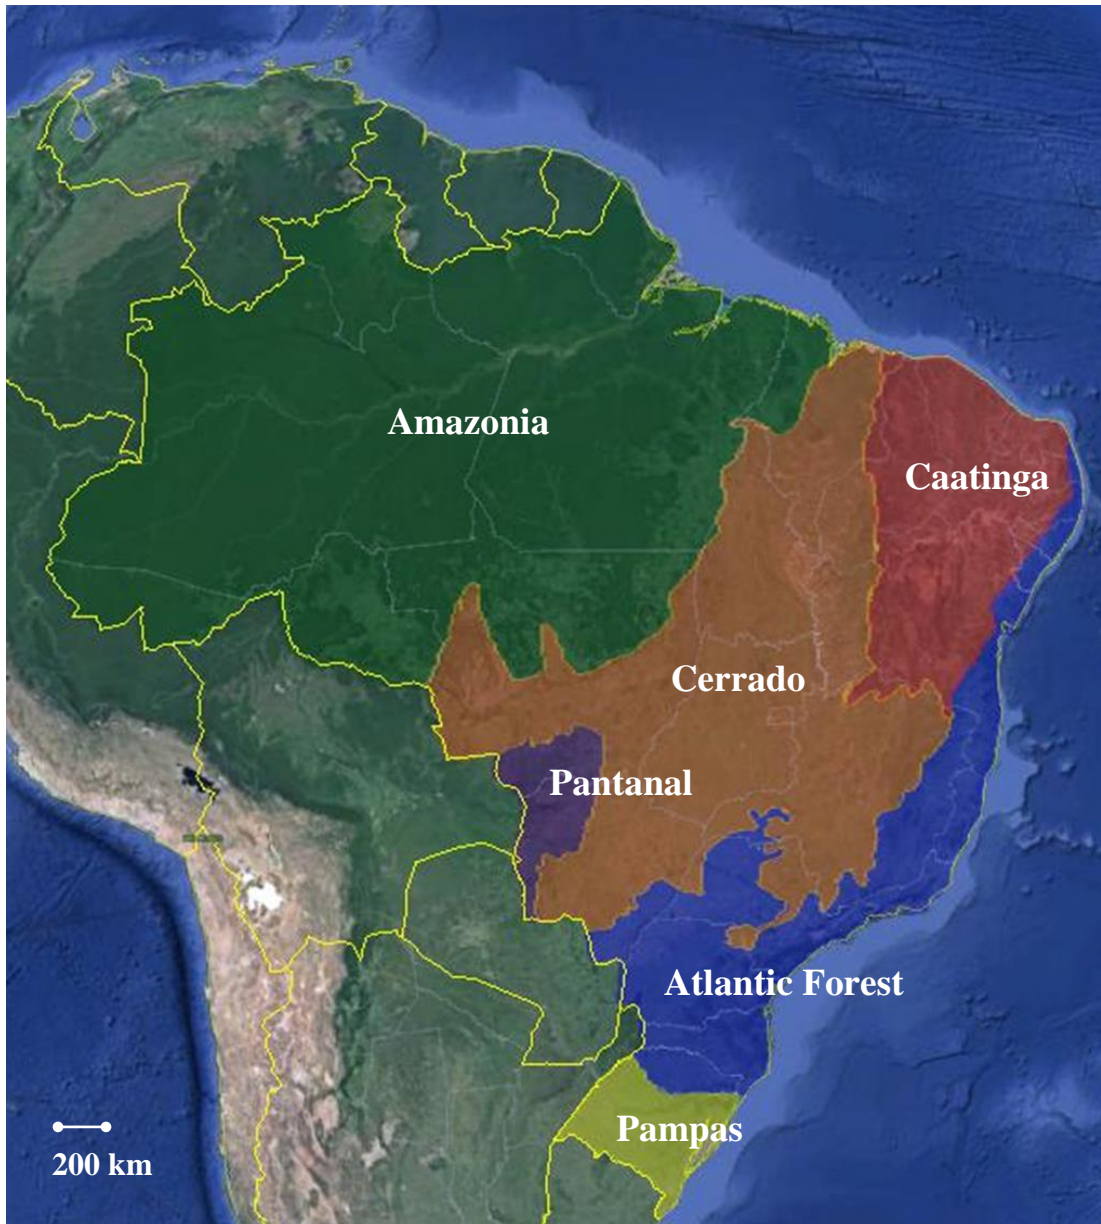 Amazonia
Caatinga
Cerrado
Pantanal
Atlantic Forest
Pampas
200 km